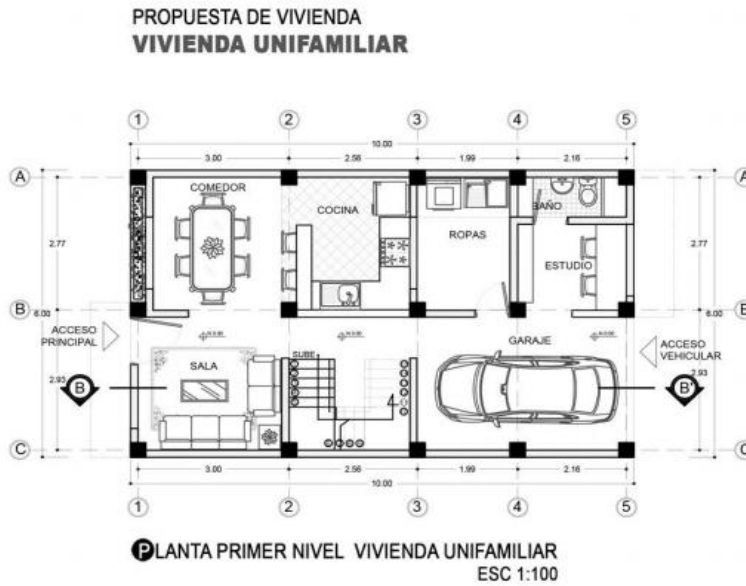 PROPUESTA DE VIVIENDA
VIVIENDA UNIFAMILIAR
1 2 3 4 5
10.00
3.00 2.56 1.99 2.16
A A
COMEDOR
COCINA
BAÑO
ROPAS
2.77 2.77
ESTUDIO
B B
6.00 6.00
ACCESO
PRINCIPAL
GARAJE
ACCESO
VEHICULAR
SUBE
SALA
2.93 2.93
B B'
C C
3.00 2.56 1.99 2.16
10.00
1 2 3 4 5
PLANTA PRIMER NIVEL VIVIENDA UNIFAMILIAR
ESC 1:100